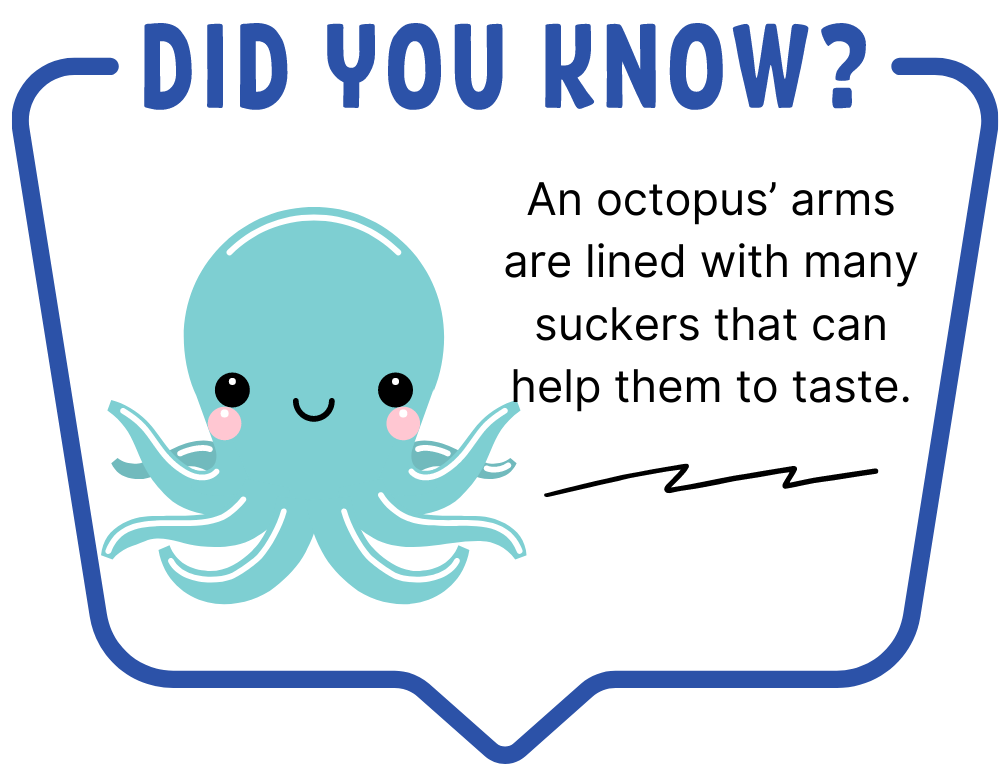 DID YOU KNOW?
An octopus’ arms
are lined with many
suckers that can
help them to taste.